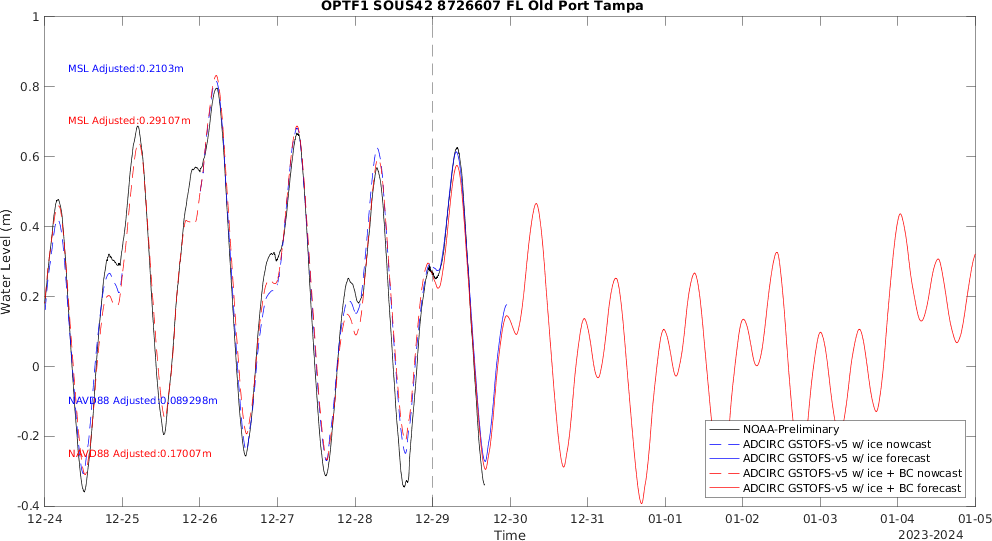 OPTF1 SOUS42 8726607 FL Old Port Tampa
1
0.8
0.6
0.4
0.2
0
-0.2
-0.4
Water Level (m)
MSL Adjusted:0.2103m
MSL Adjusted:0.29107m
NAVD88 Adjusted:0.089298m
NAVD88 Adjusted:0.17007m
NOAA-Preliminary
ADCIRC GSTOFS-v5 w/ ice nowcast
ADCIRC GSTOFS-v5 w/ ice forecast
ADCIRC GSTOFS-v5 w/ ice + BC nowcast
ADCIRC GSTOFS-v5 w/ ice + BC forecast
12-24 12-25 12-26 12-27 12-28 12-29 12-30 01-01 01-02 01-03 01-04 01-05
Time
2023-2024